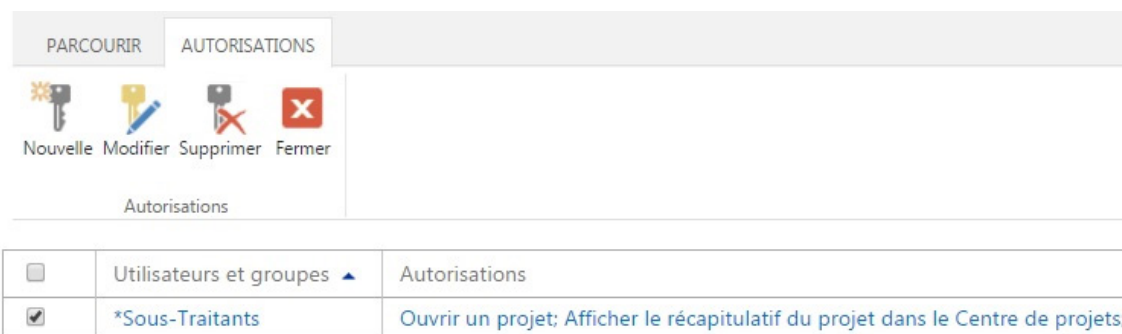 PARCOURIR AUTORISATIONS
Nouvelle Modifier Supprimer Fermer
Autorisations
Utilisateurs et groupes Autorisations
*Sous-Traitants Ouvrir un projet; Afficher le récapitulatif du projet dans le Centre de projets;